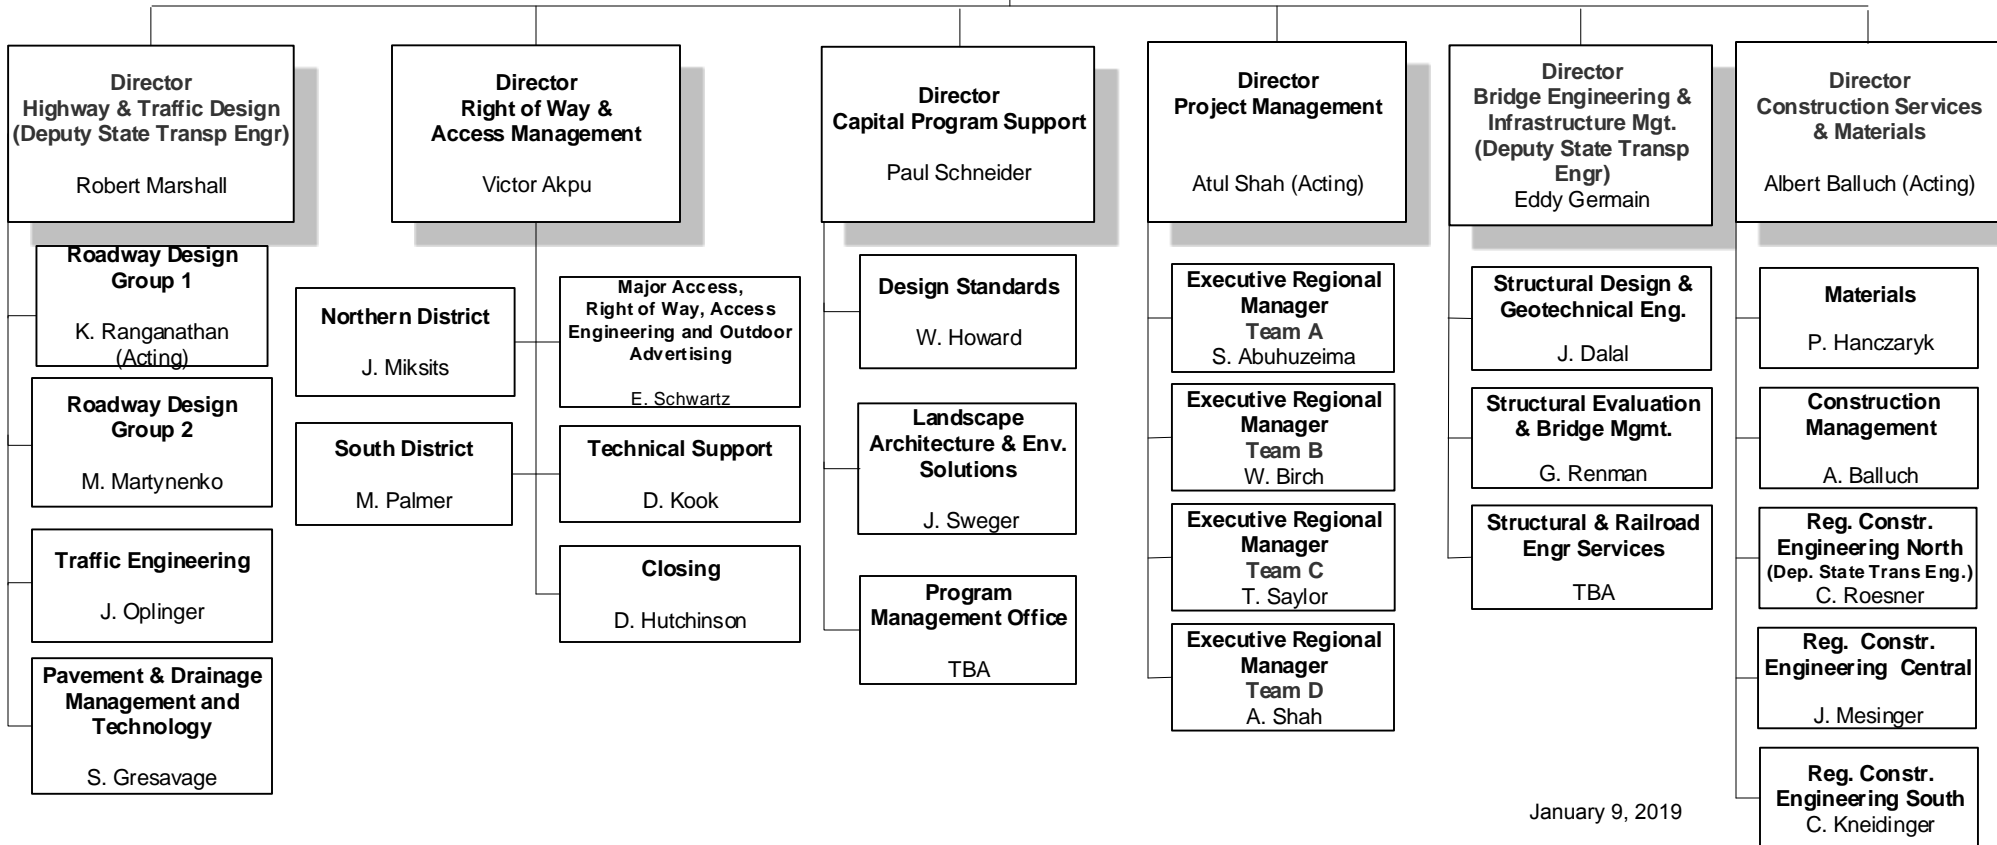 Director
Highway & Traffic Design
(Deputy State Transp Engr)
Robert Marshall
Roadway Design
Group 1
K. Ranganathan
(Acting)
Roadway Design
Group 2
M. Martynenko
Traffic Engineering
J. Oplinger
Pavement & Drainage
Management and
Technology
S. Gresavage
Director
Right of Way &
Access Management
Victor Akpu
Northern District
J. Miksits
South District
M. Palmer
Major Access,
Right of Way, Access
Engineering and Outdoor
Advertising
E. Schwartz
Technical Support
D. Kook
Closing
D. Hutchinson
Director
Capital Program Support
Paul Schneider
Design Standards
W. Howard
Landscape
Architecture & Env.
Solutions
J. Sweger
Program
Management Office
TBA
Director
Project Management
Atul Shah (Acting)
Executive Regional
Manager
Team A
S. Abuhuzeima
Executive Regional
Manager
Team B
W. Birch
Executive Regional
Manager
Team C
T. Saylor
Executive Regional
Manager
Team D
A. Shah
Director
Bridge Engineering &
Infrastructure Mgt.
(Deputy State Transp
Engr)
Eddy Germain
Structural Design &
Geotechnical Eng.
J. Dalal
Structural Evaluation
& Bridge Mgmt.
G. Renman
Structural & Railroad
Engr Services
TBA
Director
Construction Services
& Materials
Albert Balluch (Acting)
Materials
P. Hanczaryk
Construction
Management
A. Balluch
Reg. Constr.
Engineering North
(Dep. State Trans Eng.)
C. Roesner
Reg. Constr.
Engineering Central
J. Mesinger
Reg. Constr.
Engineering South
C. Kneidinger
January 9, 2019